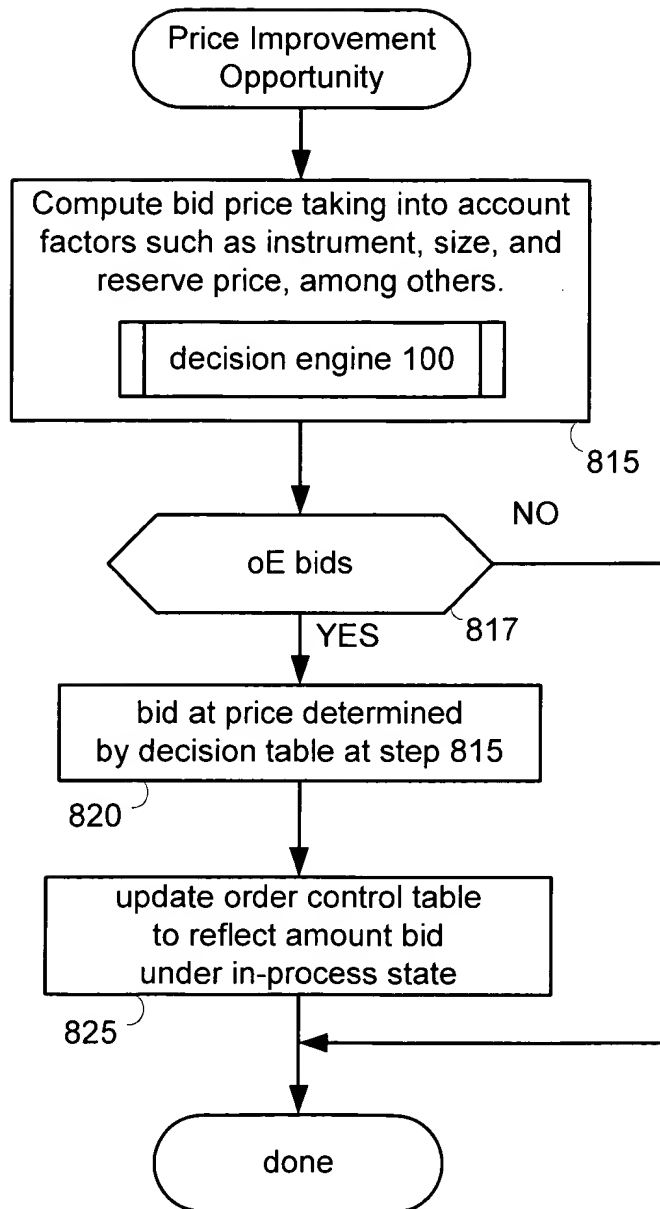 Price Improvement
Opportunity
Compute bid price taking into account
factors such as instrument, size, and
reserve price, among others.
decision engine 100
815
NO
oE bids
817
YES
bid at price determined
by decision table at step 815
820
update order control table
to reflect amount bid
under in-process state
825
done